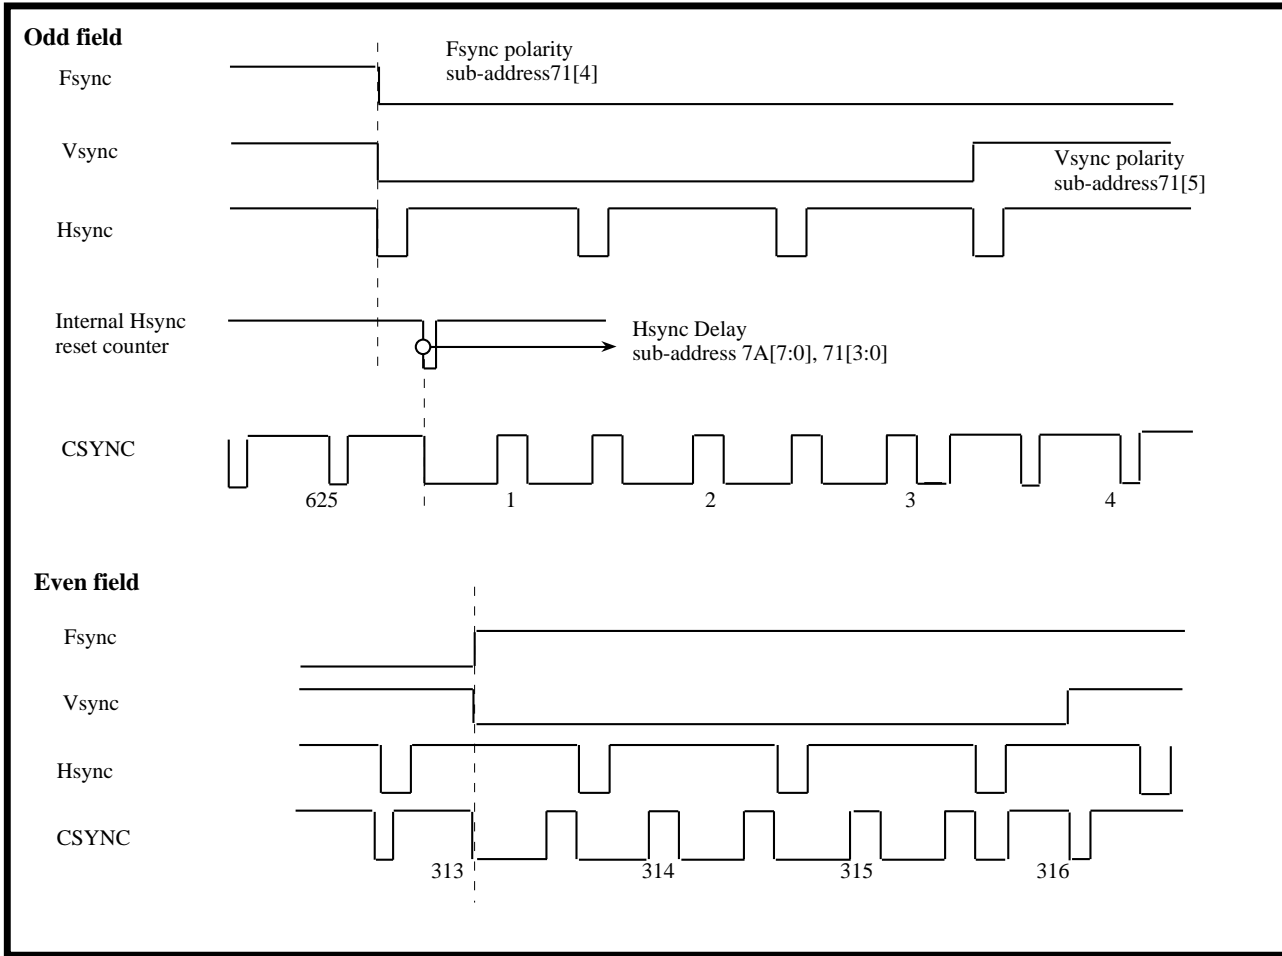 Odd field
Fsync
Fsync polarity
sub-address71[4]
Vsync
Vsync polarity
sub-address71[5]
Hsync
Internal Hsync
reset counter
Hsync Delay
sub-address 7A[7:0], 71[3:0]
CSYNC
625 1 2 3 4
Even field
Fsync
Vsync
Hsync
CSYNC
313 314 315 316